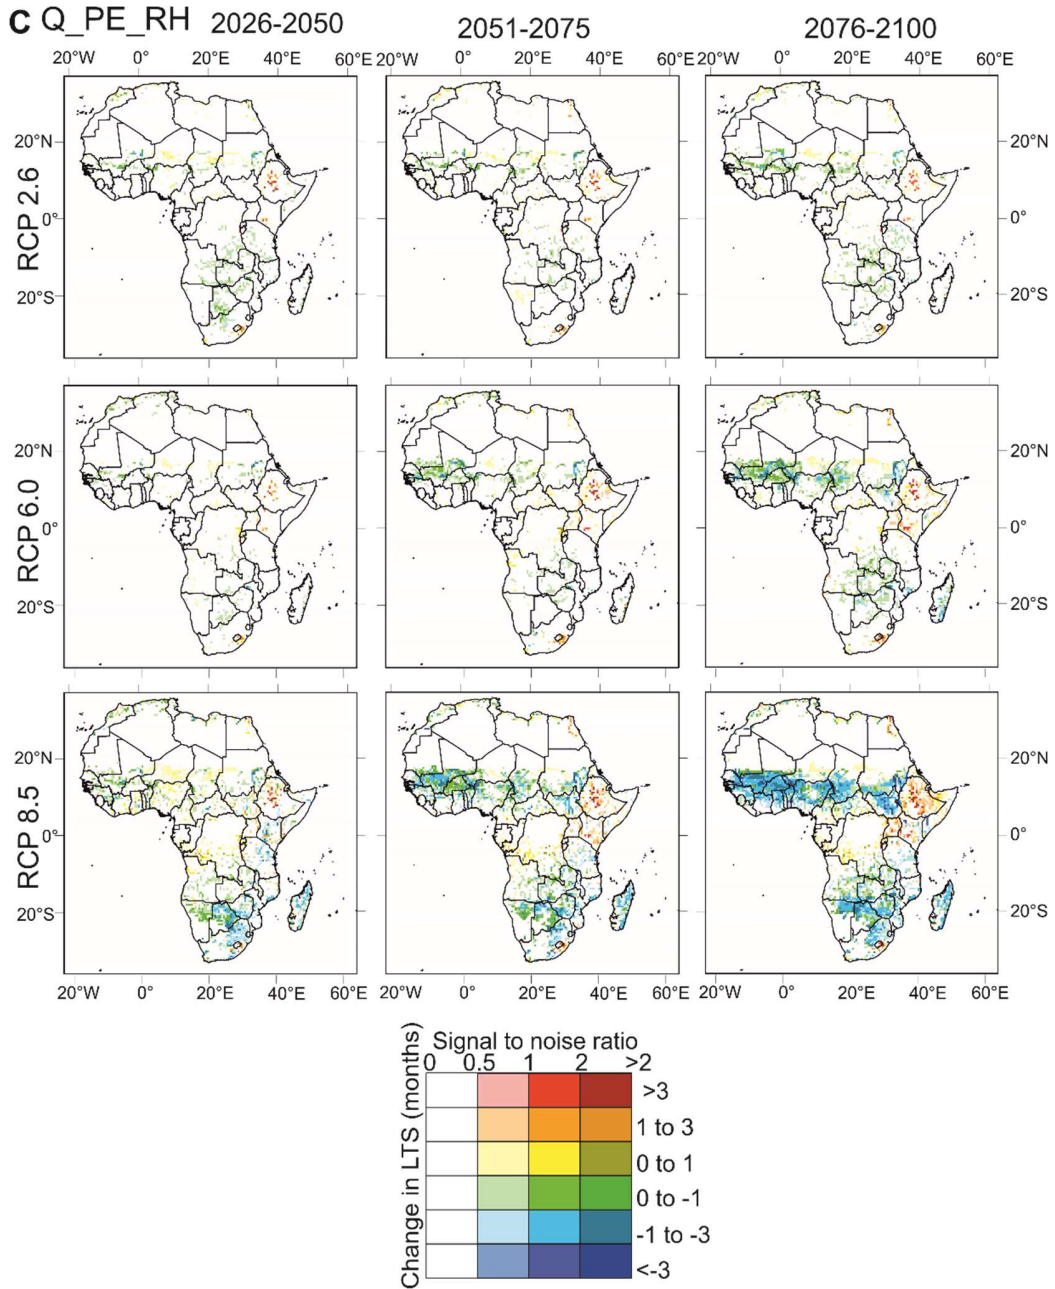 C Q_PE_RH 2026-2050 2051-2075 2076-2100
20°W 0° 20°E 40°E 60°E 20°W 0° 20°E 40°E 60°E 20°W 0° 20°E 40°E 60°E
RCP 2.6
20°N 20°N
0° 0°
20°S 20°S
RCP 6.0
20°N 20°N
0° 0°
20°S 20°S
RCP 8.5
20°N 20°N
0° 0°
20°S 20°S
20°W 0° 20°E 40°E 60°E 20°W 0° 20°E 40°E 60°E 20°W 0° 20°E 40°E 60°E
Signal to noise ratio
0 0.5 1 2 >2
Change in LTS (months)
>3
1 to 3
0 to 1
0 to -1
-1 to -3
<-3